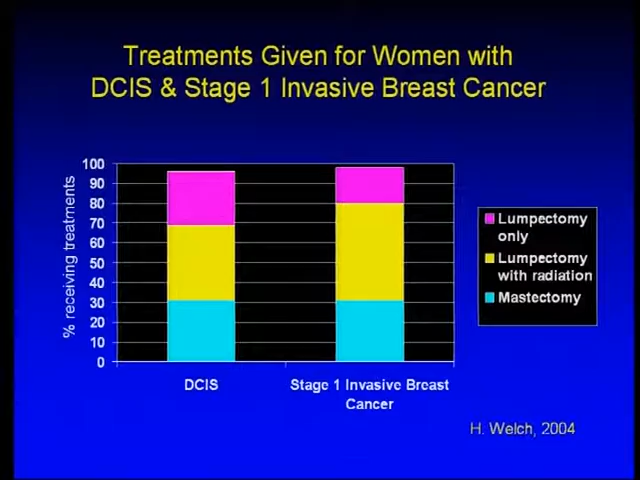 Treatments Given for Women with
DCIS & Stage 1 Invasive Breast Cancer
% receiving treatments
100
90
80
70
60
50
40
30
20
10
0
DCIS
Stage 1 Invasive Breast
Cancer
Lumpectomy
only
Lumpectomy
with radiation
Mastectomy
H. Welch, 2004